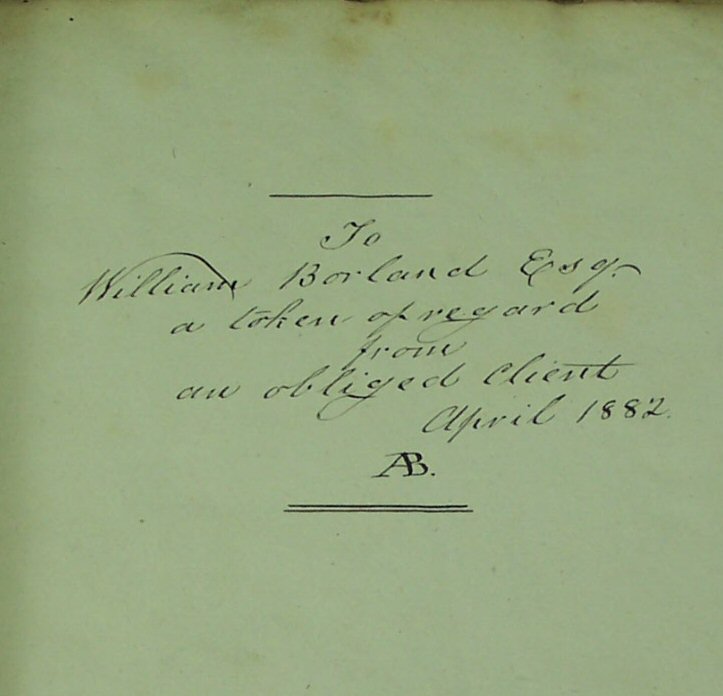 To
William Borland Esq.
a token of regard
from
an obliged client
April 1882.
AB.